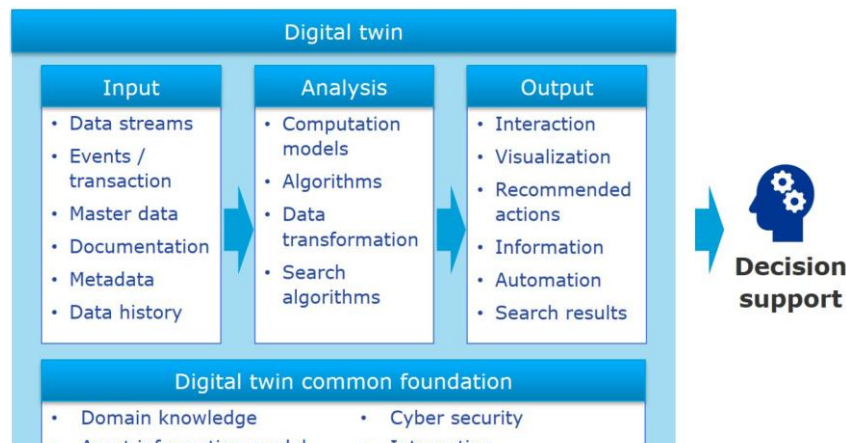 Digital twin
Input
• Data streams
• Events /
transaction
• Master data
• Documentation
• Metadata
• Data history
Analysis
• Computation
models
• Algorithms
• Data
transformation
• Search
algorithms
Output
• Interaction
• Visualization
• Recommended
actions
• Information
• Automation
• Search results
Decision
support
Digital twin common foundation
• Domain knowledge
• Cyber security